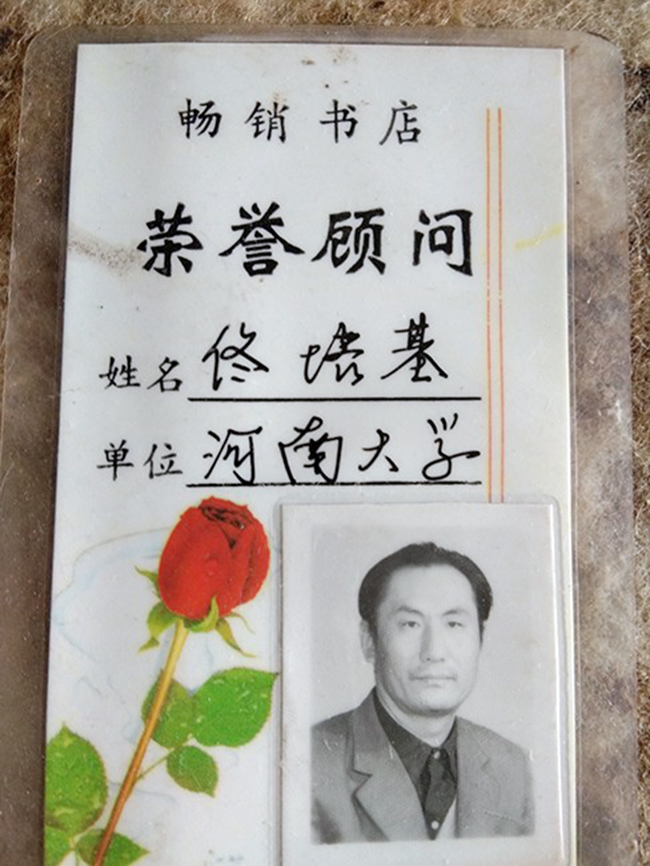 畅销书店
荣誉顾问
姓名 佟培基
单位 河南大学